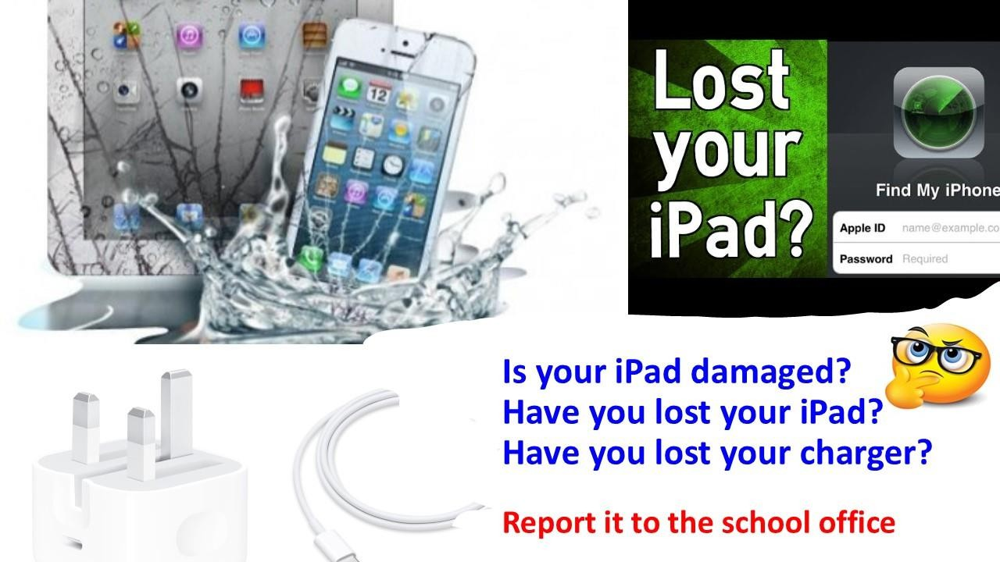 12
Lost
your
iPad?
Find My iPhone
Apple ID name@example.co
Password Required
Is your iPad damaged?
Have you lost your iPad?
Have you lost your charger?
Report it to the school office